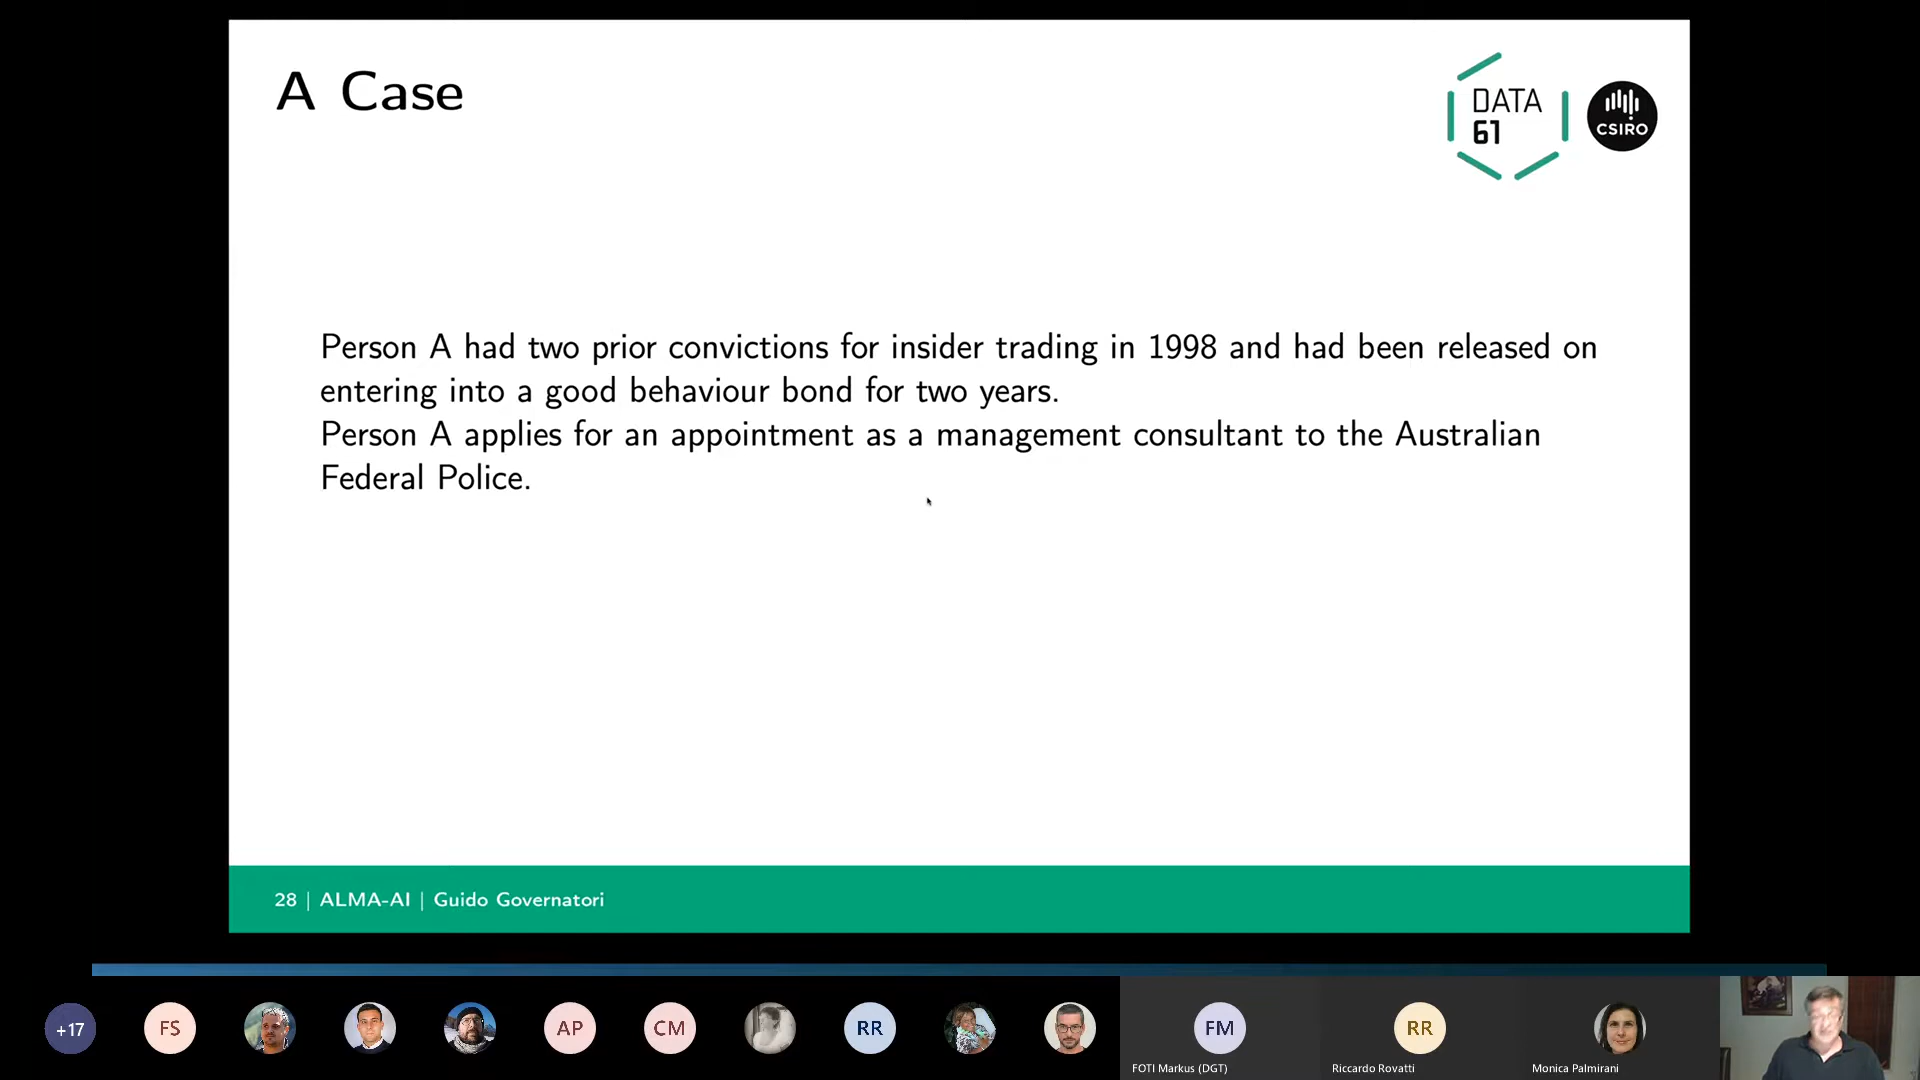 A Case
DATA
61
CSIRO
Person A had two prior convictions for insider trading in 1998 and had been released on
entering into a good behaviour bond for two years.
Person A applies for an appointment as a management consultant to the Australian
Federal Police.
28 | ALMA-AI | Guido Governatori
+17
FS
AP
CM
RR
FM
RR
FOTI Markus (DGT)
Riccardo Rovatti
Monica Palmirani